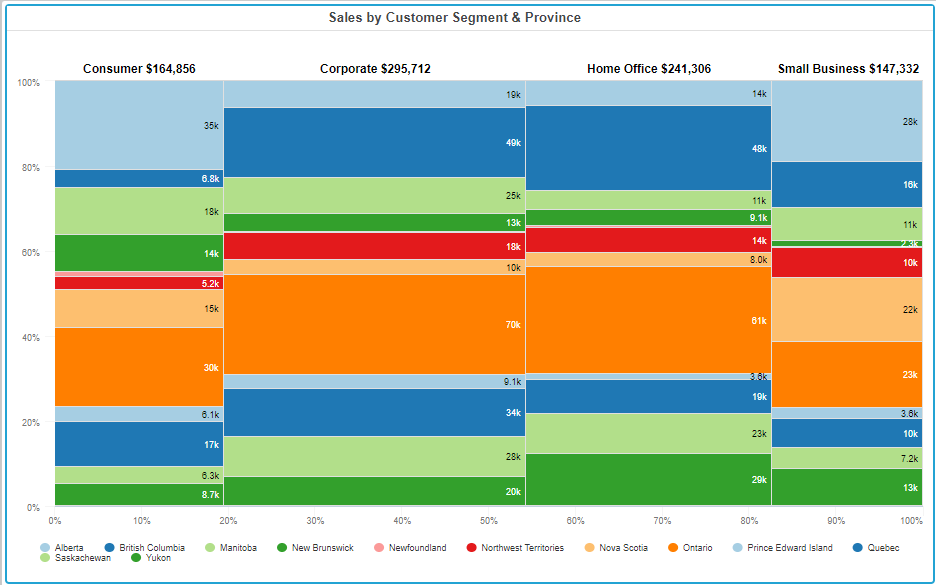 Sales by Customer Segment & Province
Consumer $164,856 Corporate $295,712 Home Office $241,306 Small Business $147,332
100%
80%
60%
40%
20%
0%
35k
6.8k
18k
14k
5.2k
15k
30k
6.1k
17k
6.3k
8.7k
19k
49k
25k
13k
18k
10k
70k
9.1k
34k
28k
20k
14k
48k
11k
9.1k
14k
8.0k
61k
3.6k
19k
23k
29k
28k
16k
11k
2.3k
10k
22k
23k
3.6k
10k
7.2k
13k
0% 10% 20% 30% 40% 50% 60% 70% 80% 90% 100%
Alberta British Columbia Manitoba New Brunswick Newfoundland Northwest Territories Nova Scotia Ontario Prince Edward Island Quebec
Saskachewan Yukon